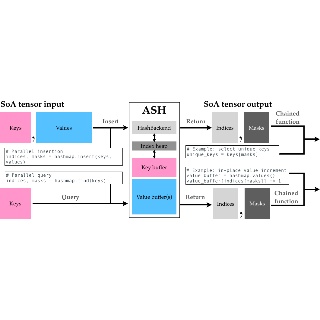 SoA tensor input
ASH
SoA tensor output
Keys
,
Values
Insert
HashBackend
Index heap
Key buffer
Value buffer(s)
Return
Indices
,
Masks
Chained
function
# Parallel insertion
indices, masks = hashmap.insert(keys,
values)
# Example: select unique keys
unique_keys = keys[masks]
# Parallel query
indices, masks = hashmap
# Example: in-place value increment
value_buffer = hashmap.values()
value_buffer[indices[masks]] += 1
Keys
Query
Return
Indices
,
Masks
Chained
function